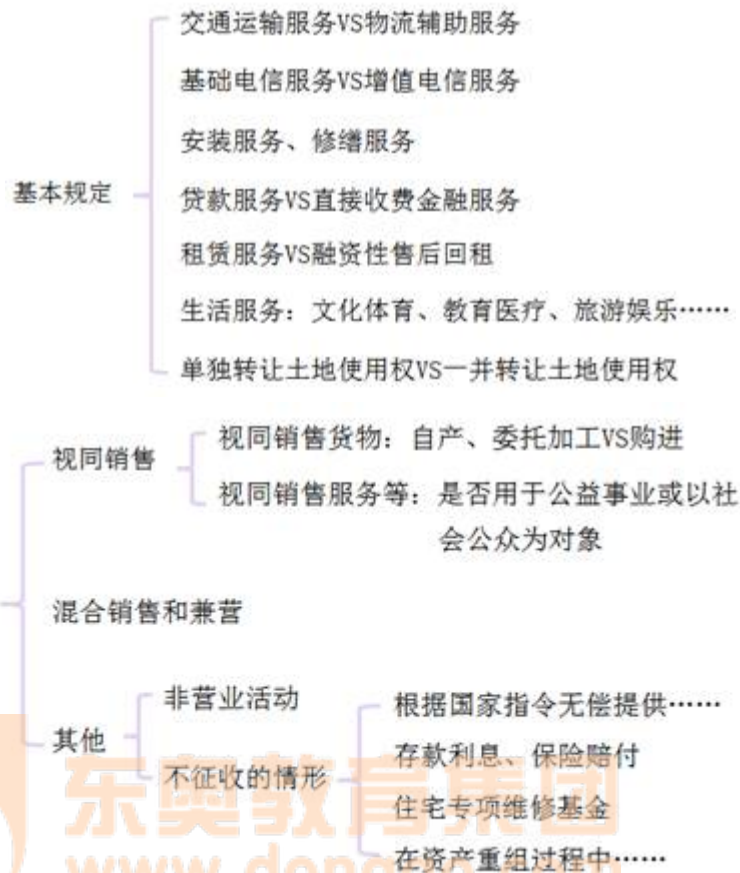 交通运输服务VS物流辅助服务
基础电信服务VS增值电信服务
安装服务、修缮服务
基本规定
贷款服务VS直接收费金融服务
租赁服务VS融资性售后回租
生活服务：文化体育、教育医疗、旅游娱乐……
单独转让土地使用权VS一并转让土地使用权
视同销售
视同销售货物：自产、委托加工VS购进
视同销售服务等：是否用于公益事业或以社
会公众为对象
混合销售和兼营
其他
非营业活动
不征收的情形
根据国家指令无偿提供……
存款利息、保险赔付
住宅专项维修基金
在资产重组过程中……
东奥教育集团